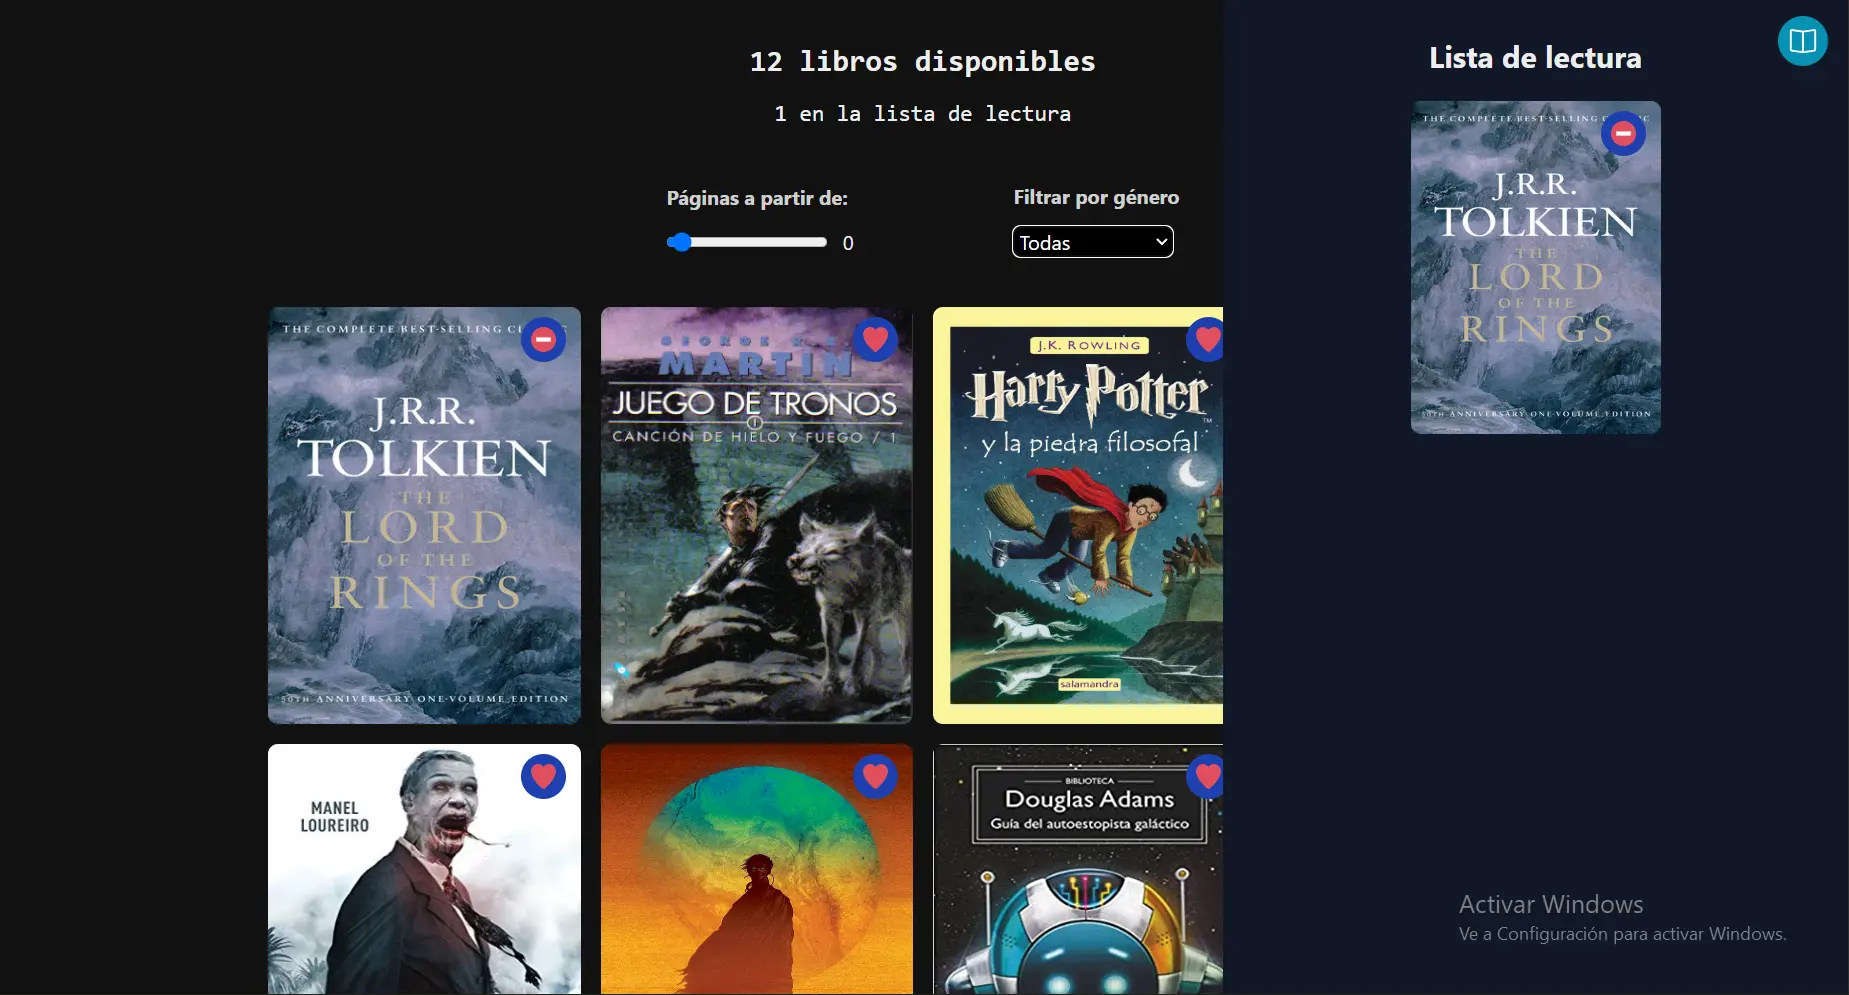 12 libros disponibles
1 en la lista de lectura
Páginas a partir de:
0
Filtrar por género
Todas
THE COMPLETE BEST-SELLING
J.R.R.
TOLKIEN
THE
LORD
OF THE
RINGS
50TH ANNIVERSARY ONE-VOLUME EDITION
GEORGE R.
MARTIN
JUEGO DE TRONOS
CANCIÓN DE HIELO Y FUEGO / 1
J.K. ROWLING
Harry Potter
™
y la piedra filosofal
salamandra
MANEL
LOUREIRO
BIBLIOTECA
Douglas Adams
Guía del autoestopista galáctico
Lista de lectura
THE COMPLETE BEST-SELLING
J.R.R.
TOLKIEN
THE
LORD
OF THE
RINGS
50TH ANNIVERSARY ONE-VOLUME EDITION
Activar Windows
Ve a Configuración para activar Windows.